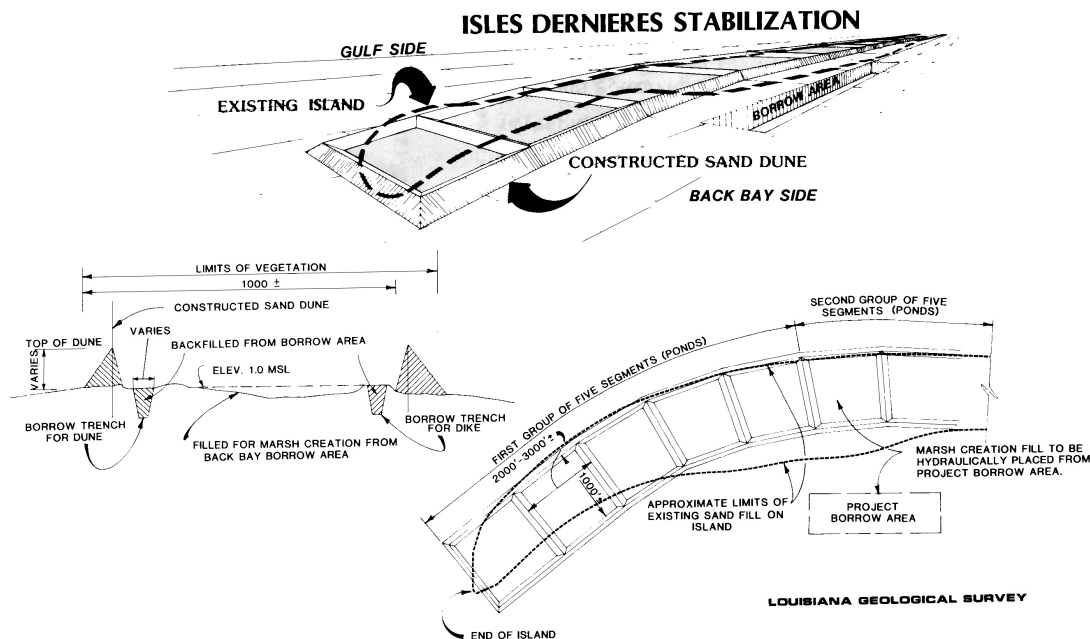 ISLES DERNIERES STABILIZATION
GULF SIDE
EXISTING ISLAND
BORROW AREA
CONSTRUCTED SAND DUNE
BACK BAY SIDE
LIMITS OF VEGETATION
1000 ±
CONSTRUCTED SAND DUNE
TOP OF DUNE
VARIES
VARIES
BACKFILLED FROM BORROW AREA
ELEV. 1.0 MSL
BORROW TRENCH
FOR DUNE
FILLED FOR MARSH CREATION FROM
BACK BAY BORROW AREA
BORROW TRENCH
FOR DIKE
SECOND GROUP OF FIVE
SEGMENTS (PONDS)
FIRST GROUP OF FIVE SEGMENTS (PONDS)
2000'-3000'±
1000'±
APPROXIMATE LIMITS OF
EXISTING SAND FILL ON
ISLAND
MARSH CREATION FILL TO BE
HYDRAULICALLY PLACED FROM
PROJECT BORROW AREA.
PROJECT
BORROW AREA
END OF ISLAND
LOUISIANA GEOLOGICAL SURVEY